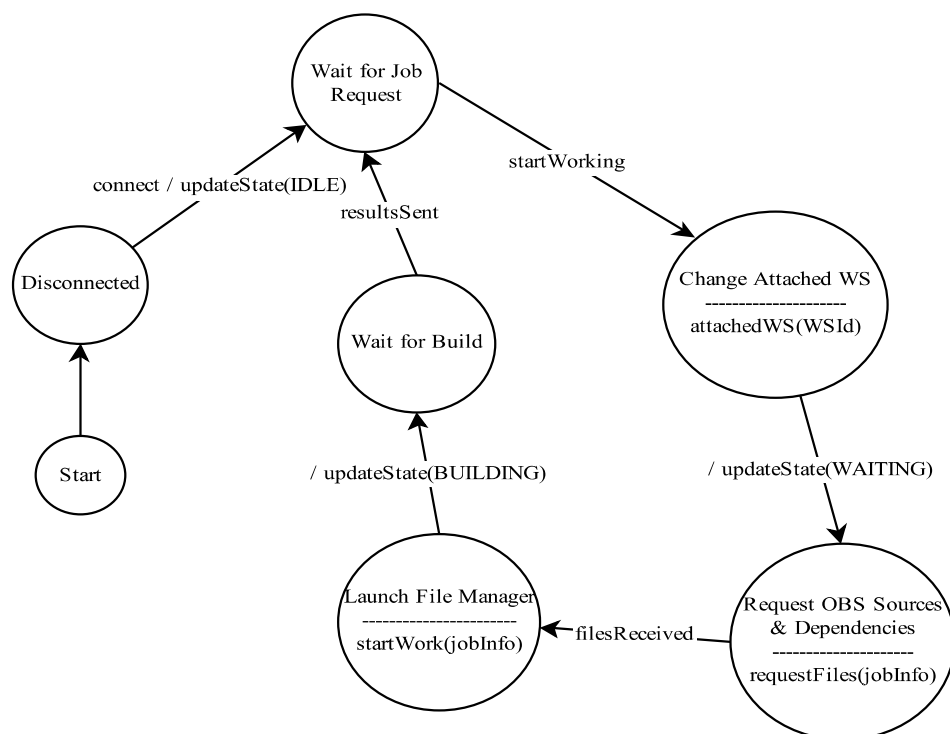 Wait for Job
Request
startWorking
connect / updateState(IDLE)
resultsSent
Disconnected
Change Attached WS
----------------------
attachedWS(WSId)
Wait for Build
Start
/ updateState(BUILDING)
/ updateState(WAITING)
Launch File Manager
------------------------
startWork(jobInfo)
filesReceived
Request OBS Sources
& Dependencies
----------------------
requestFiles(jobInfo)